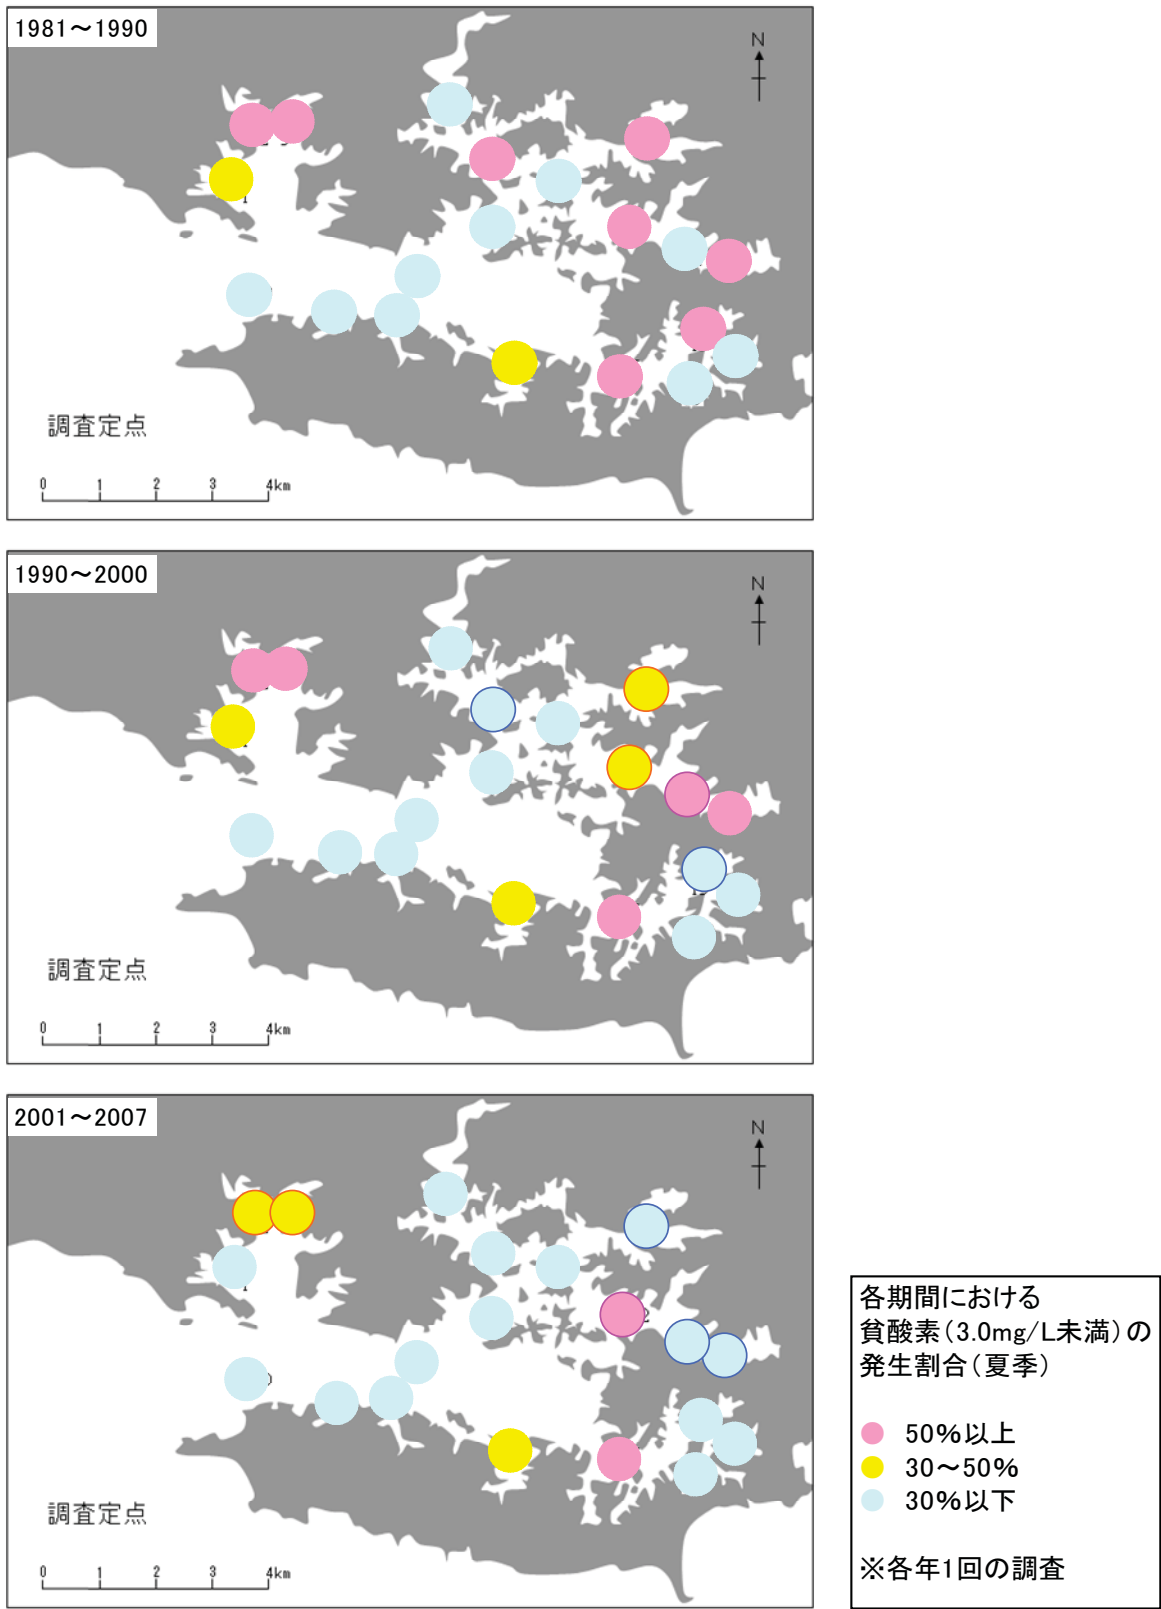 1981～1990
N
調査定点
0 1 2 3 4km
1990～2000
N
調査定点
0 1 2 3 4km
2001～2007
N
調査定点
0 1 2 3 4km
各期間における
貧酸素（3.0mg/L未満）の
発生割合（夏季）
50%以上
30～50%
30%以下
※各年1回の調査